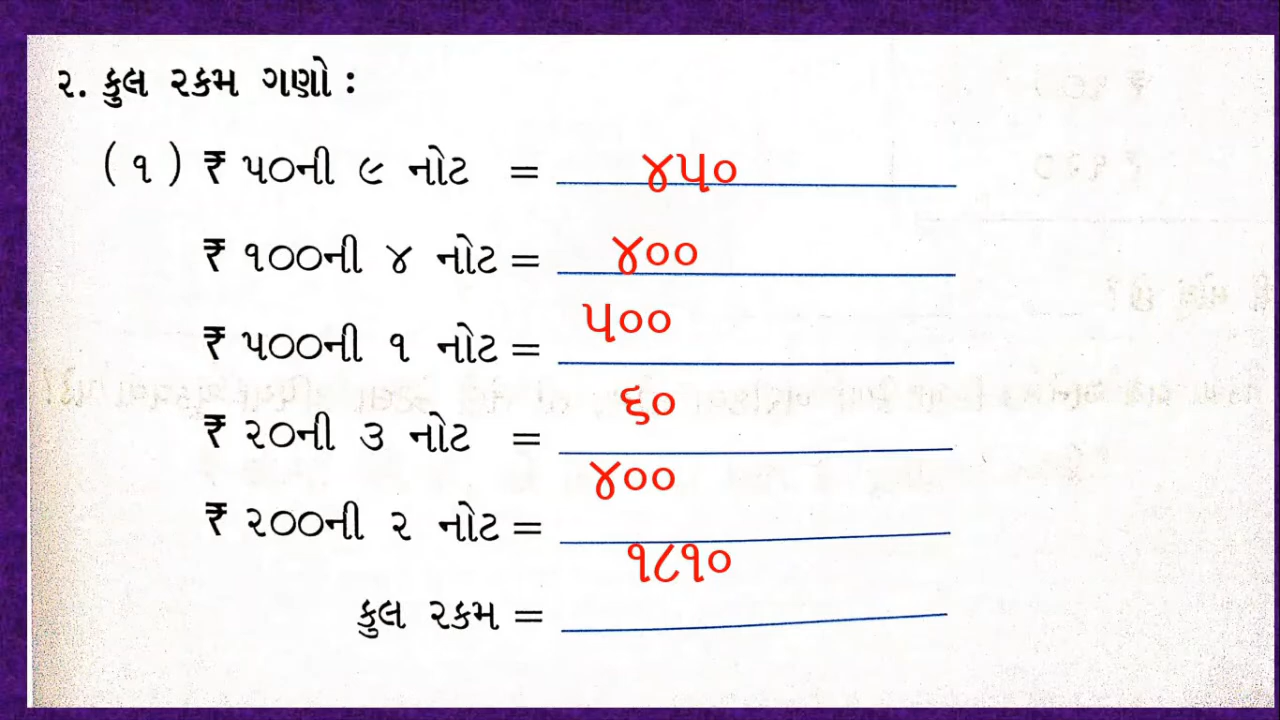 ૨. કુલ રકમ ગણો :
( ૧ ) ₹ ૫૦ની ૯ નોટ = ૪૫૦
₹ ૧૦૦ની ૪ નોટ = ૪૦૦
₹ ૫૦૦ની ૧ નોટ = ૫૦૦
₹ ૨૦ની ૩ નોટ = ૬૦
₹ ૨૦૦ની ૨ નોટ = ૪૦૦
કુલ રકમ = ૧૮૧૦